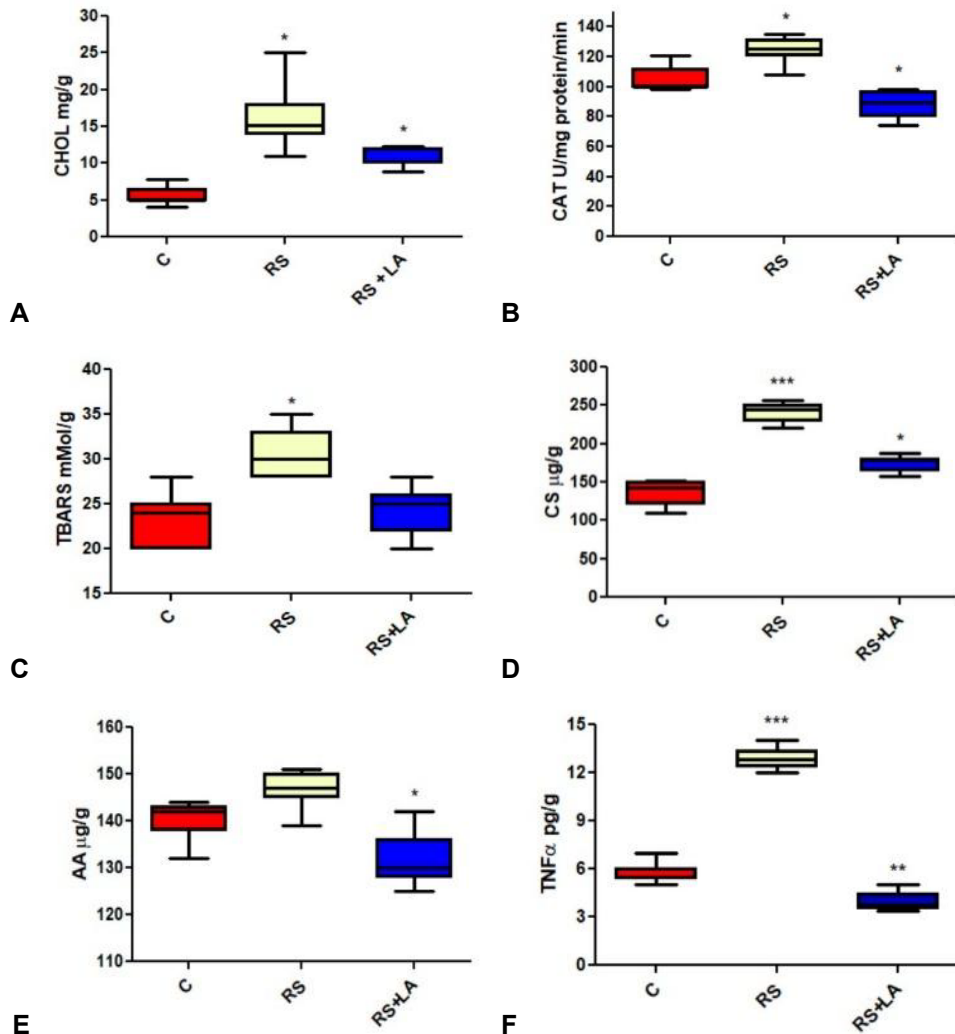 CHOL mg/g
30
25
20
15
10
5
0
*
*
C
RS
RS + LA
A
CAT U/mg protein/min
140
120
100
80
60
40
20
0
*
*
C
RS
RS+LA
B
TBARS mMol/g
40
35
30
25
20
15
*
C
RS
RS+LA
C
CS µg/g
300
250
200
150
100
50
0
***
*
C
RS
RS+LA
D
AA µg/g
160
150
140
130
120
110
*
C
RS
RS+LA
E
TNFα pg/g
15
12
9
6
3
0
***
**
C
RS
RS+LA
F